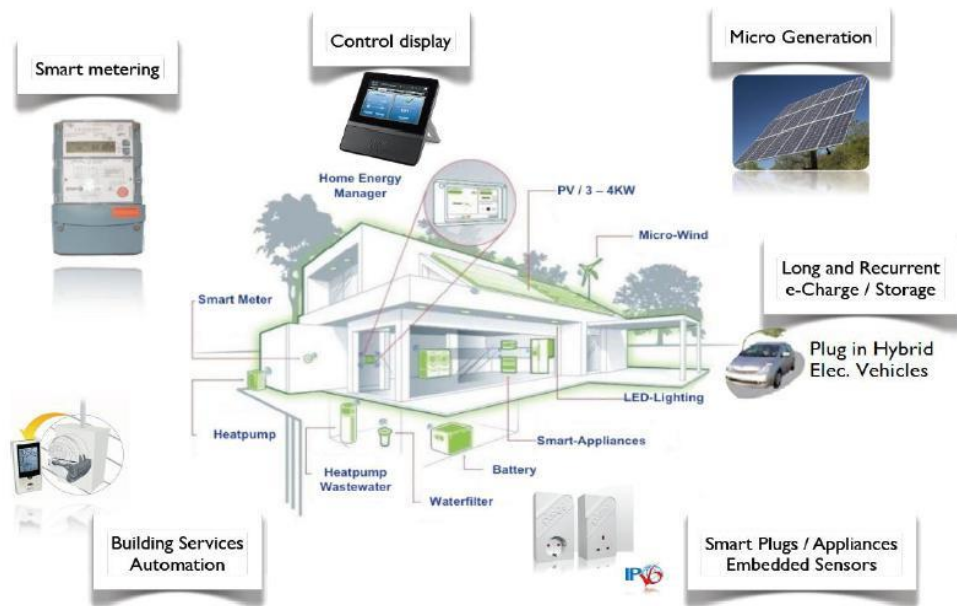 Control display
Micro Generation
Smart metering
Home Energy
Manager
PV / 3 – 4KW
Micro-Wind
Long and Recurrent
e-Charge / Storage
Smart Meter
Plug in Hybrid
Elec. Vehicles
LED-Lighting
Heatpump
Smart-Appliances
Battery
Heatpump
Wastewater
Waterfilter
Building Services
Automation
Smart Plugs / Appliances
Embedded Sensors
IPv6